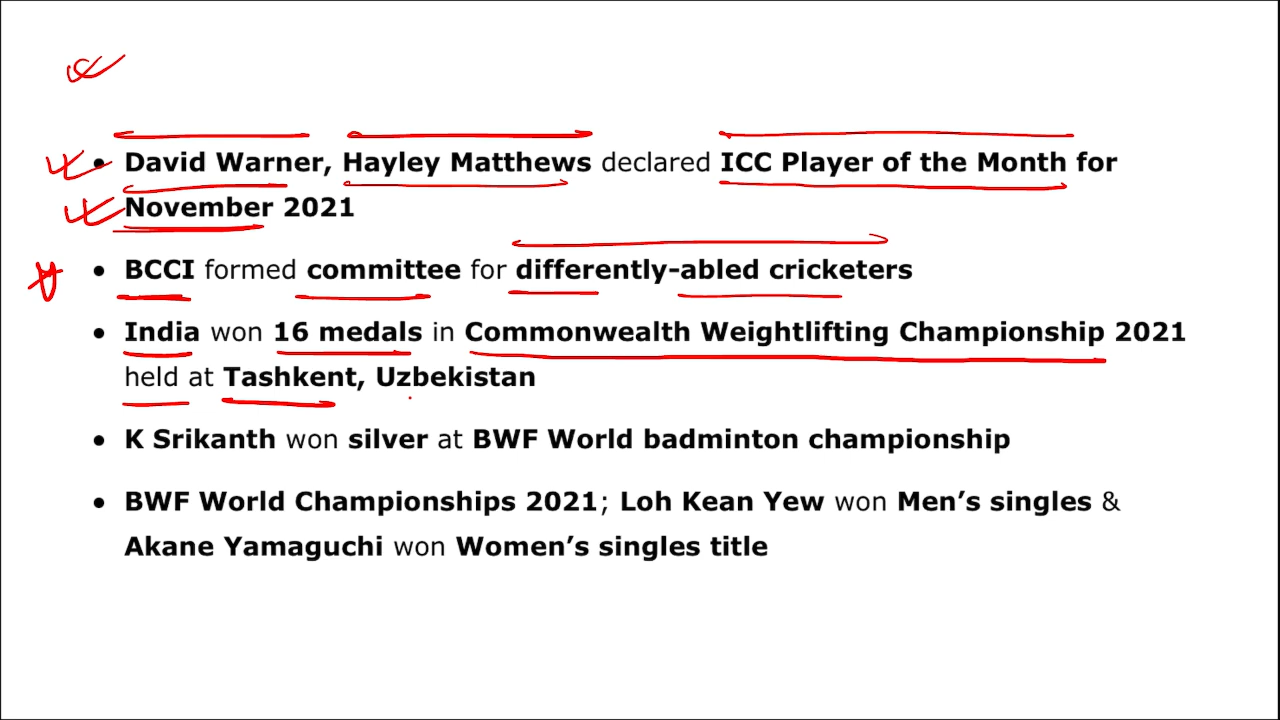 • David Warner, Hayley Matthews declared ICC Player of the Month for
November 2021
• BCCI formed committee for differently-abled cricketers
• India won 16 medals in Commonwealth Weightlifting Championship 2021
held at Tashkent, Uzbekistan
• K Srikanth won silver at BWF World badminton championship
• BWF World Championships 2021; Loh Kean Yew won Men’s singles &
Akane Yamaguchi won Women’s singles title